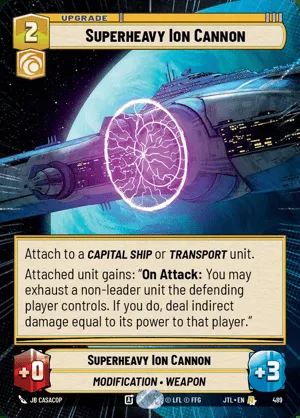 UPGRADE
2
SUPERHEAVY ION CANNON
Attach to a CAPITAL SHIP or TRANSPORT unit.
Attached unit gains: "On Attack: You may
exhaust a non-leader unit the defending
player controls. If you do, deal indirect
damage equal to its power to that player."
+0
SUPERHEAVY ION CANNON
MODIFICATION • WEAPON
+3
JB CASACOP
© LFL © FFG
JTL • EN
489